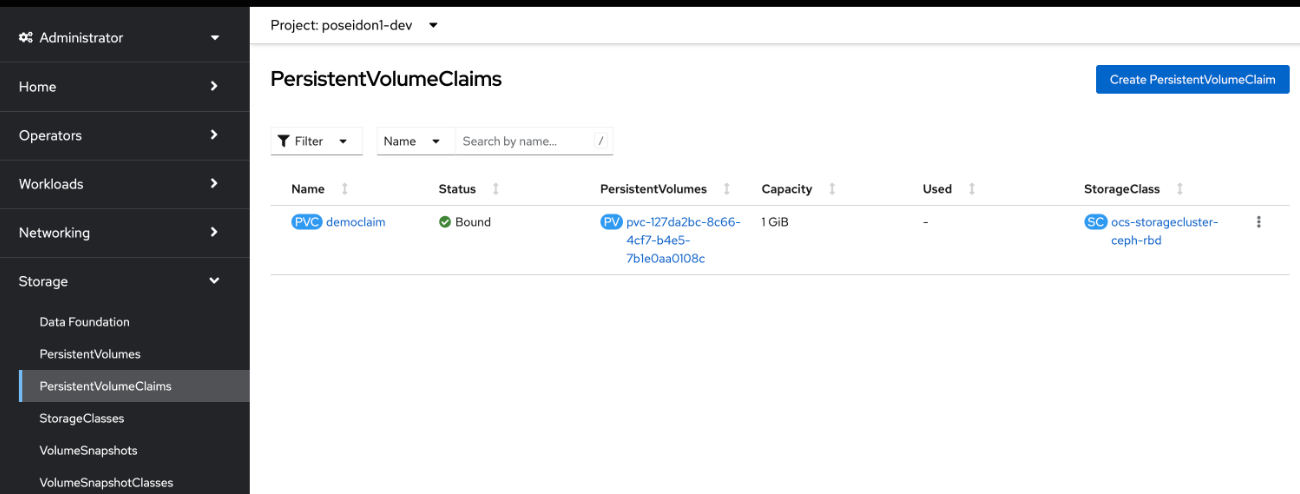 Administrator
Home
Operators
Workloads
Networking
Storage
Data Foundation
PersistentVolumes
PersistentVolumeClaims
StorageClasses
VolumeSnapshots
VolumeSnapshotClasses
Project: poseidon1-dev
PersistentVolumeClaims
Create PersistentVolumeClaim
Filter Name Search by name... /
Name Status PersistentVolumes Capacity Used StorageClass
PVC democlaim Bound PV pvc-127da2bc-8c66- 1 GiB - SC ocs-storagecluster-
4cf7-b4e5- ceph-rbd
7b1e0aa0108c